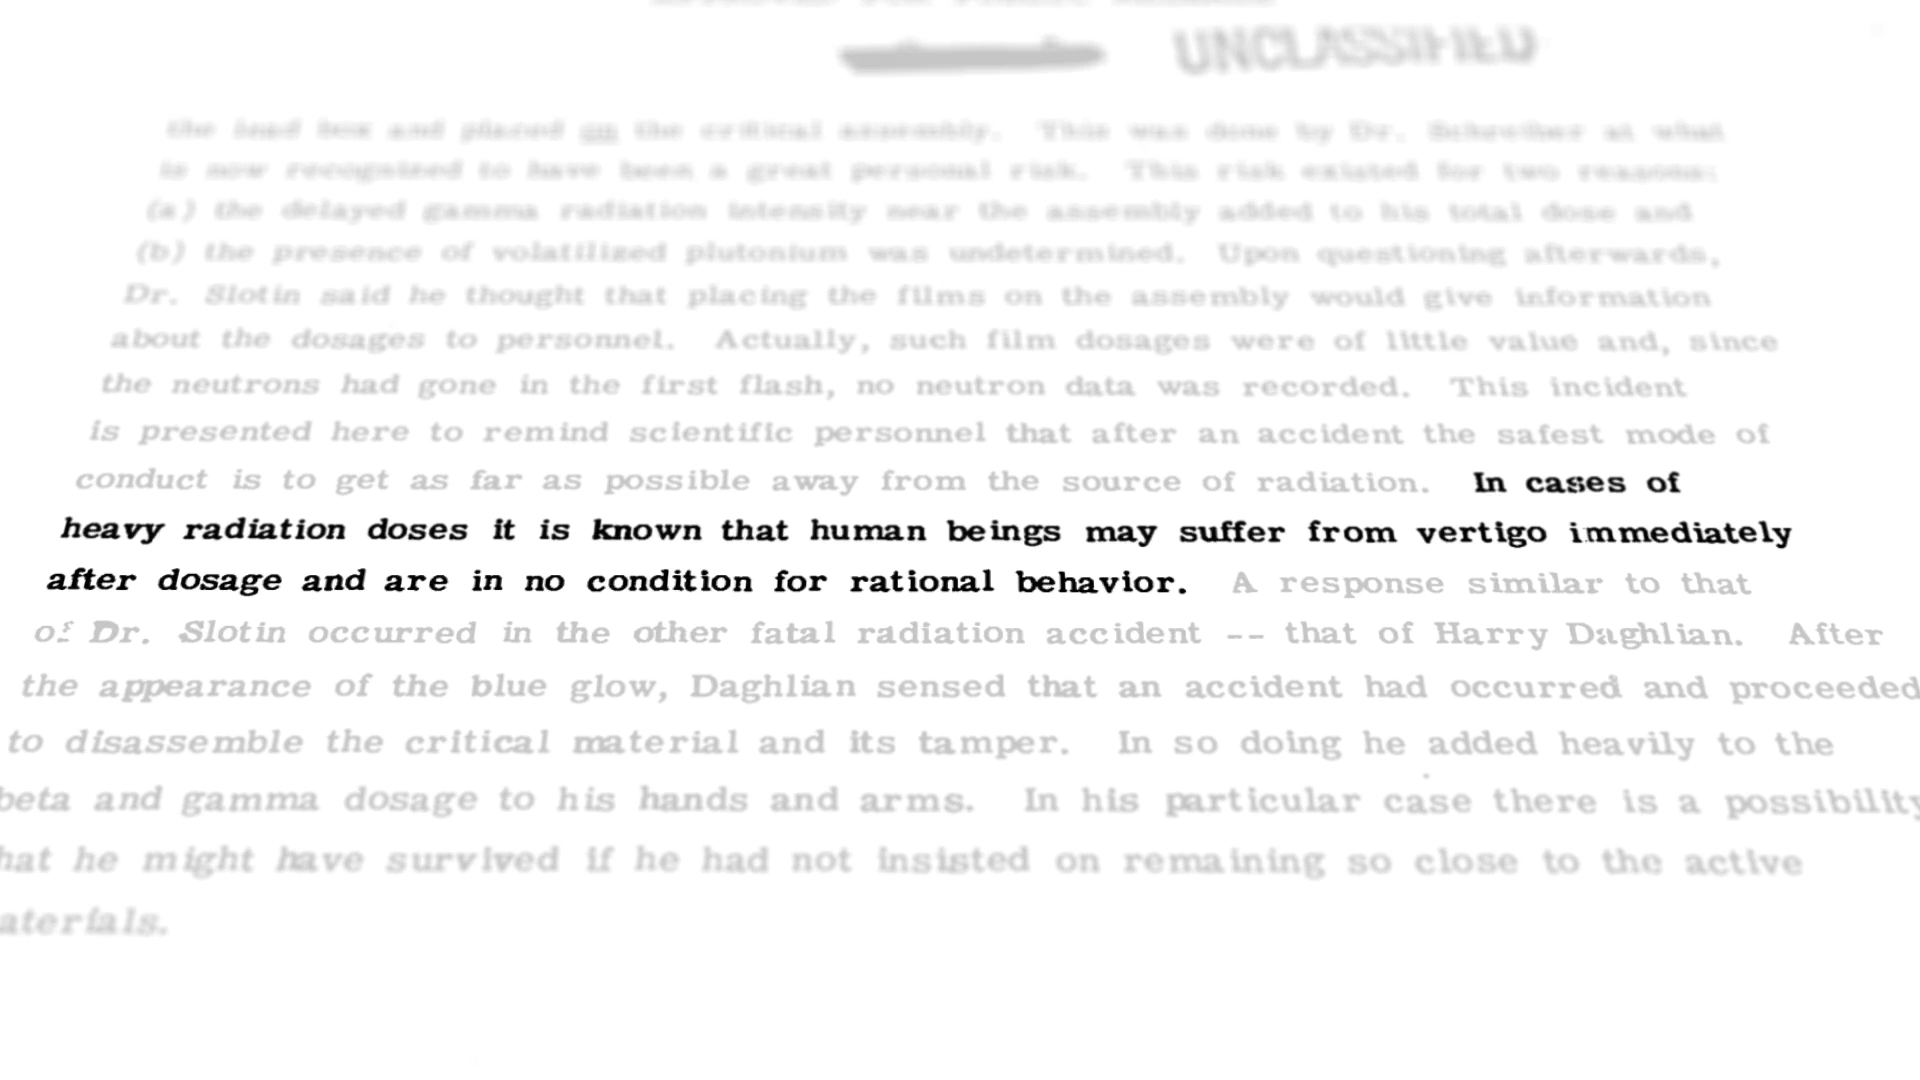 APPROVED FOR PUBLIC RELEASE
UNCLASSIFIED
the lead box and placed on the critical assembly. This was done by Dr. Schreiber at what
is now recognized to have been a great personal risk. This risk existed for two reasons:
(a) the delayed gamma radiation intensity near the assembly added to his total dose and
(b) the presence of volatilized plutonium was undetermined. Upon questioning afterwards,
Dr. Slotin said he thought that placing the films on the assembly would give information
about the dosages to personnel. Actually, such film dosages were of little value and, since
the neutrons had gone in the first flash, no neutron data was recorded. This incident
is presented here to remind scientific personnel that after an accident the safest mode of
conduct is to get as far as possible away from the source of radiation. In cases of
heavy radiation doses it is known that human beings may suffer from vertigo immediately
after dosage and are in no condition for rational behavior. A response similar to that
of Dr. Slotin occurred in the other fatal radiation accident -- that of Harry Daghlian. After
the appearance of the blue glow, Daghlian sensed that an accident had occurred and proceeded
to disassemble the critical material and its tamper. In so doing he added heavily to the
beta and gamma dosage to his hands and arms. In his particular case there is a possibility
hat he might have survived if he had not insisted on remaining so close to the active
aterials.